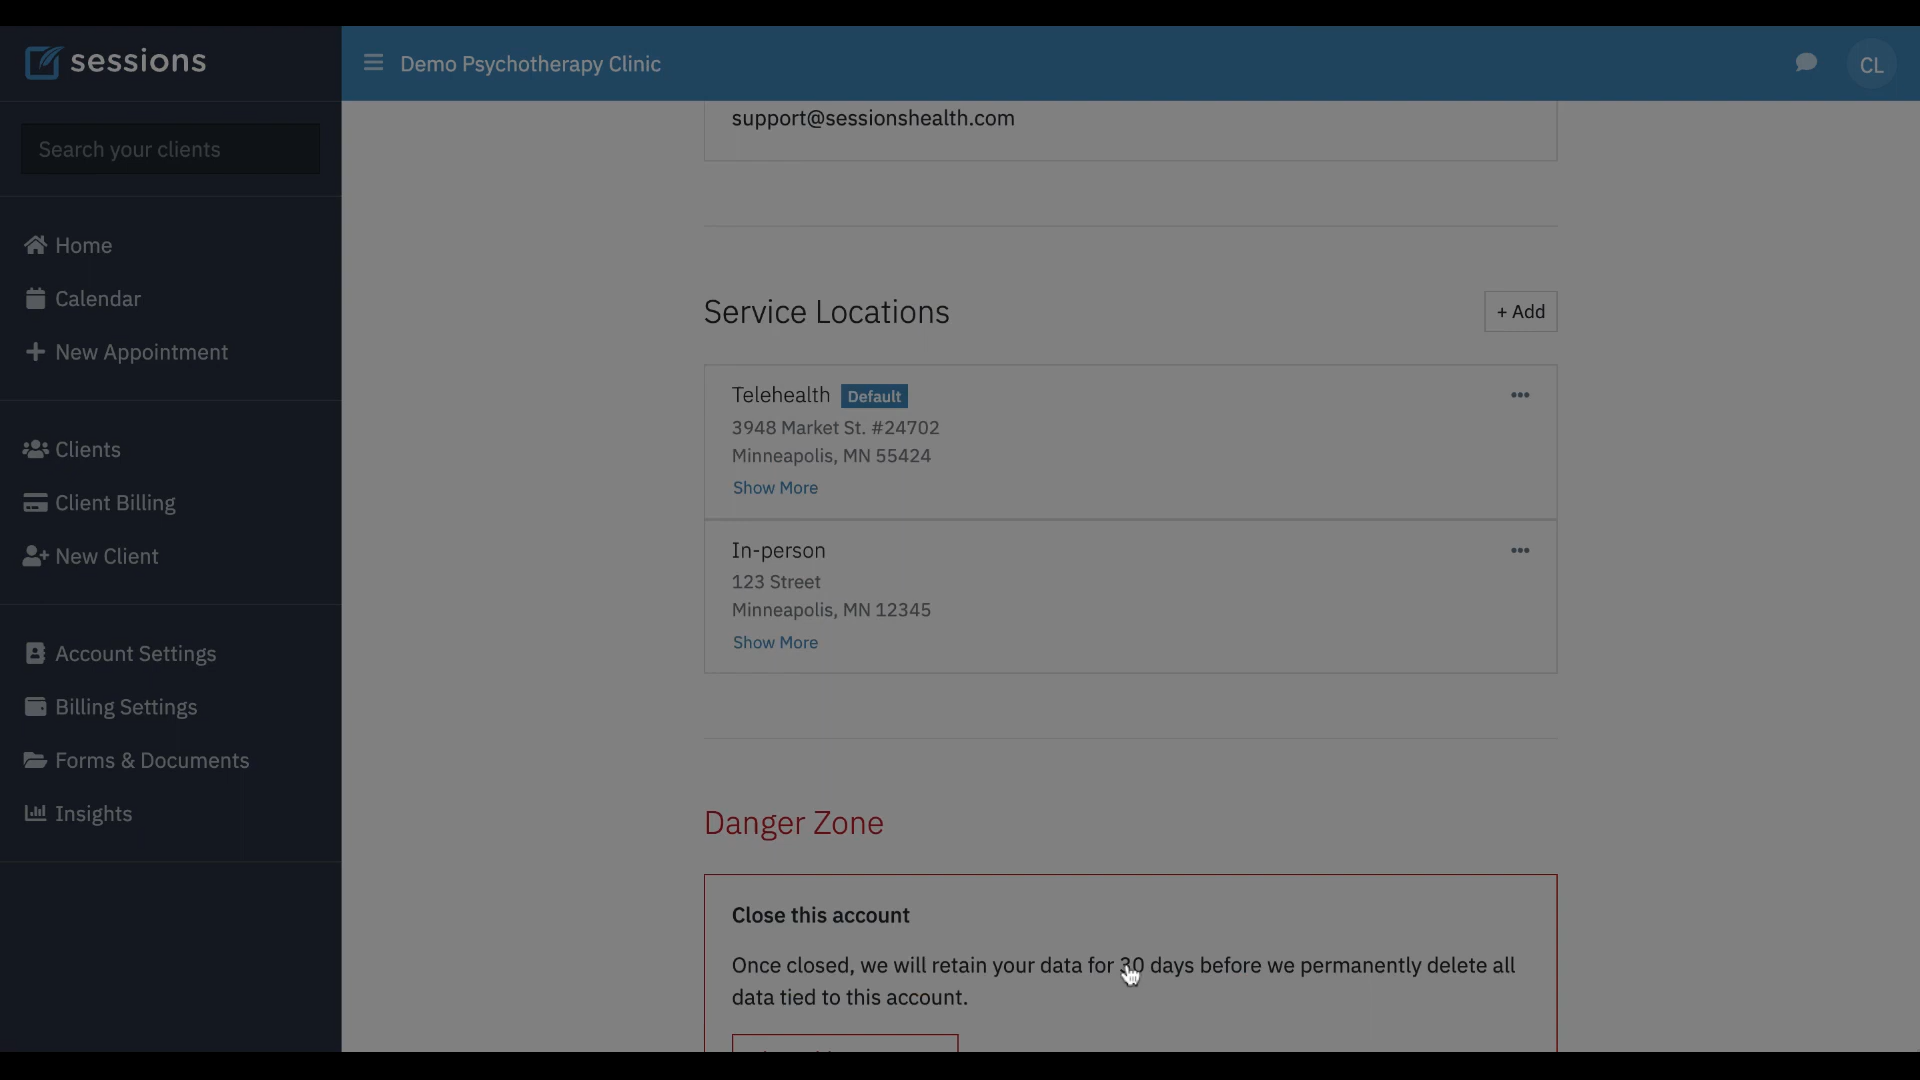 sessions
Demo Psychotherapy Clinic
CL
Search your clients
Home
Calendar
New Appointment
Clients
Client Billing
New Client
Account Settings
Billing Settings
Forms & Documents
Insights
support@sessionshealth.com
Service Locations
+ Add
Telehealth Default
3948 Market St. #24702
Minneapolis, MN 55424
Show More
In-person
123 Street
Minneapolis, MN 12345
Show More
Danger Zone
Close this account
Once closed, we will retain your data for 30 days before we permanently delete all
data tied to this account.